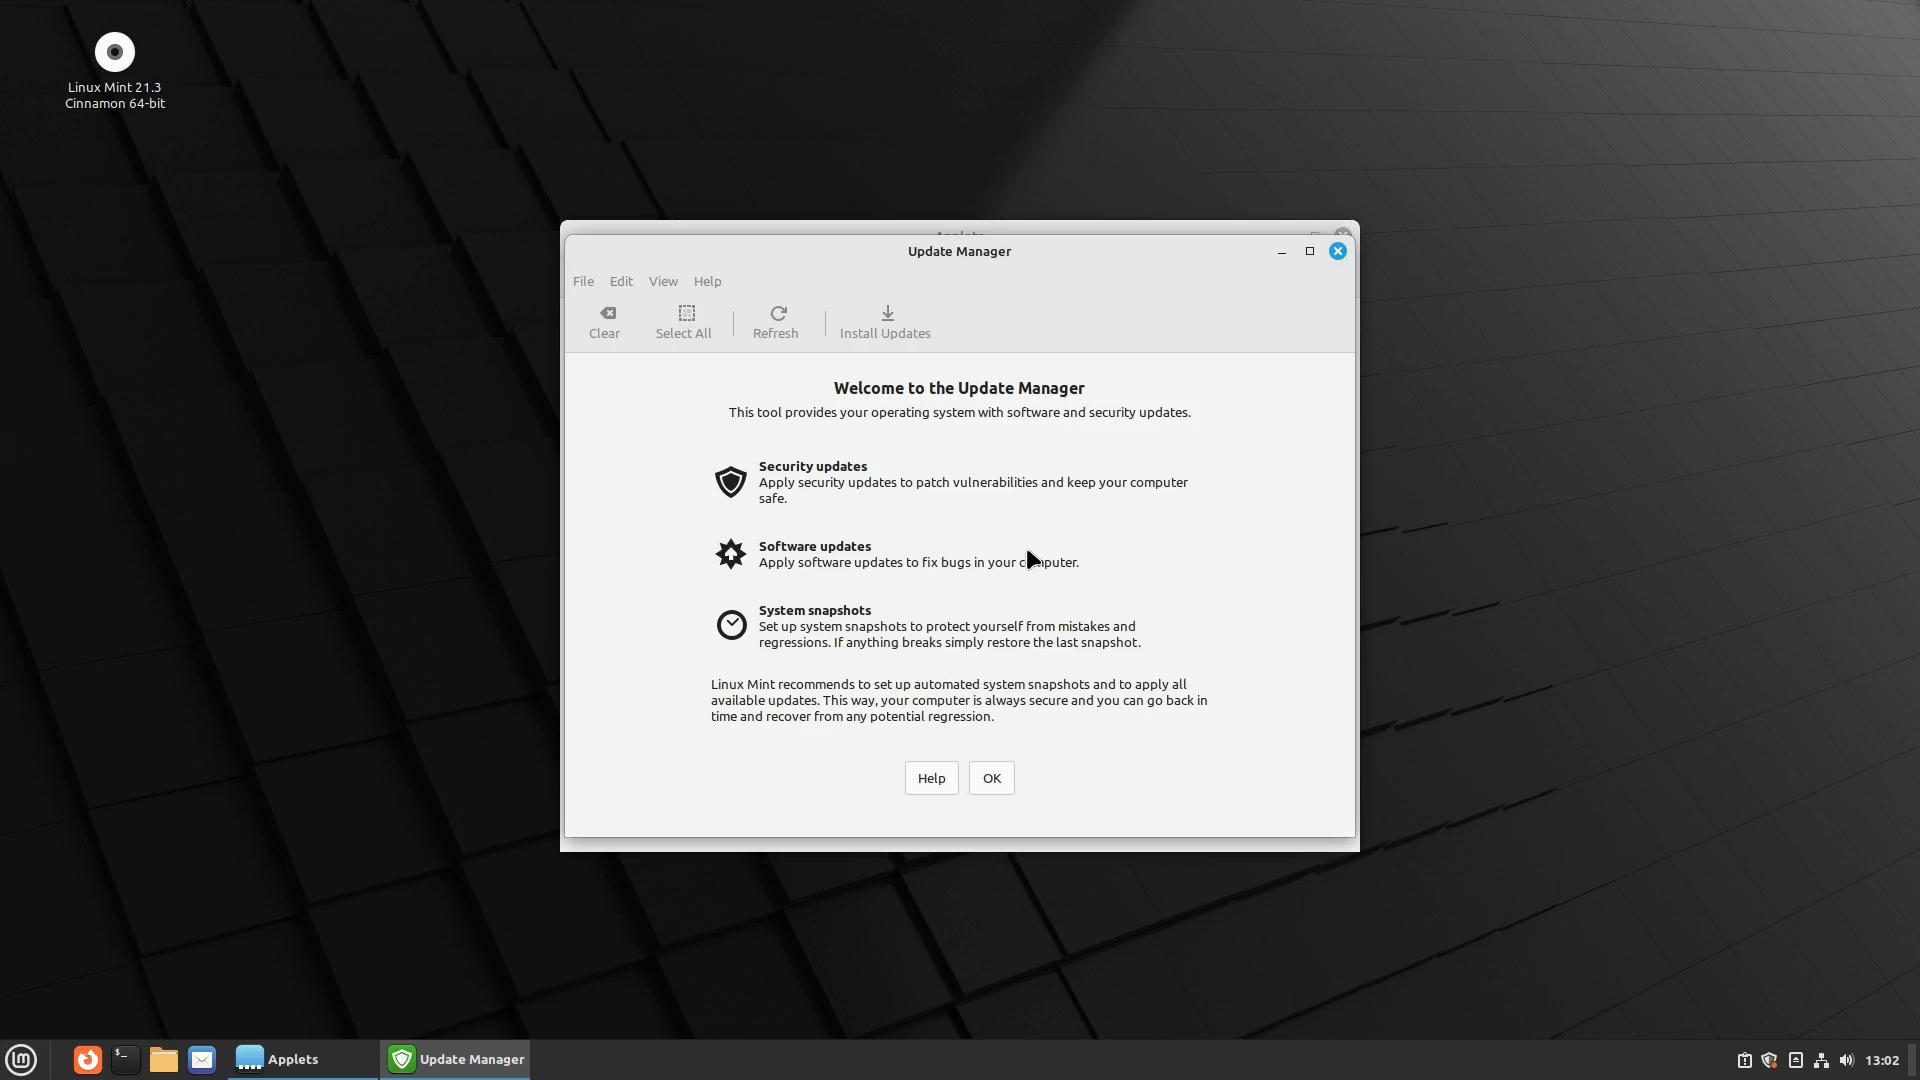 Linux Mint 21.3
Cinnamon 64-bit
Applets
Update Manager
File Edit View Help
Clear Select All Refresh Install Updates
Welcome to the Update Manager
This tool provides your operating system with software and security updates.
Security updates
Apply security updates to patch vulnerabilities and keep your computer
safe.
Software updates
Apply software updates to fix bugs in your computer.
System snapshots
Set up system snapshots to protect yourself from mistakes and
regressions. If anything breaks simply restore the last snapshot.
Linux Mint recommends to set up automated system snapshots and to apply all
available updates. This way, your computer is always secure and you can go back in
time and recover from any potential regression.
Help OK
Applets Update Manager 13:02